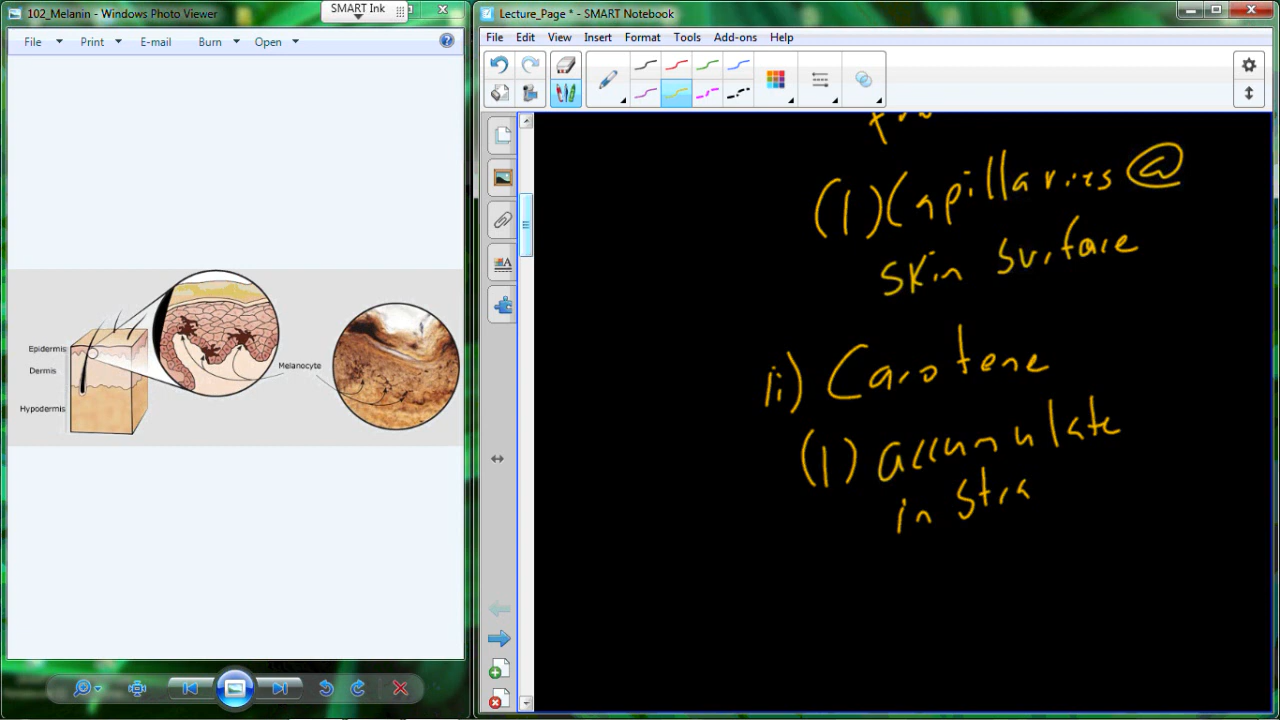 102_Melanin - Windows Photo Viewer
SMART Ink
File Print E-mail Burn Open
Epidermis
Dermis
Hypodermis
Melanocyte
Lecture_Page * - SMART Notebook
File Edit View Insert Format Tools Add-ons Help
(1) Capillaries @
skin surface
ii) Carotene
(1) accumulate
in stra